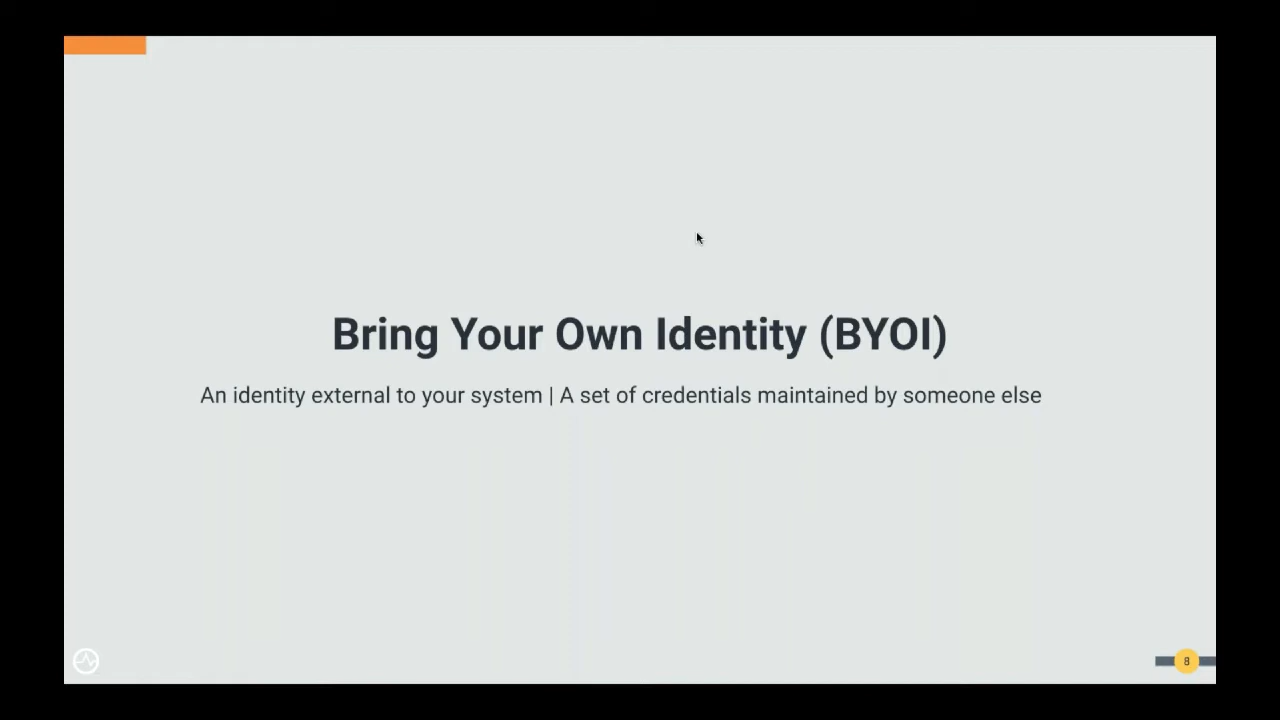 Bring Your Own Identity (BYOI)
An identity external to your system | A set of credentials maintained by someone else
8